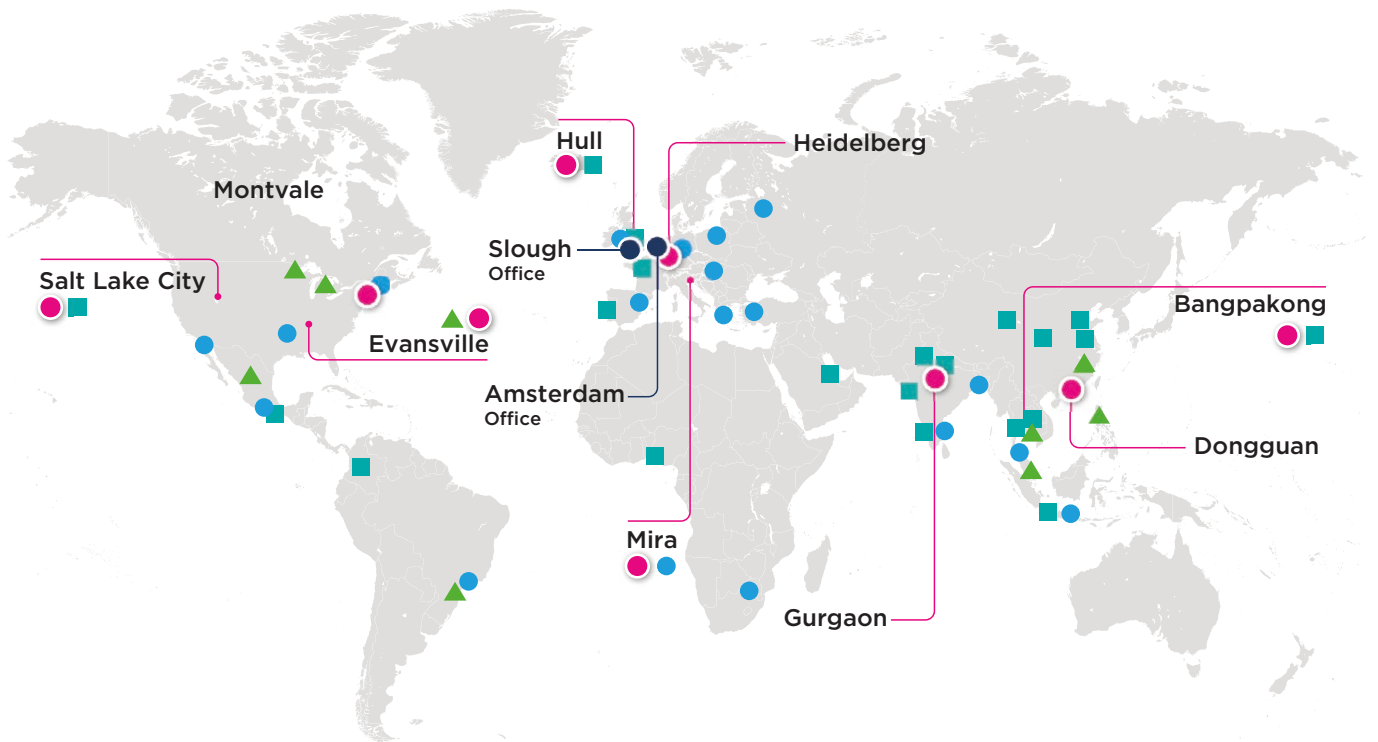 Hull
Heidelberg
Montvale
Slough
Office
Salt Lake City
Bangpakong
Evansville
Amsterdam
Office
Dongguan
Mira
Gurgaon